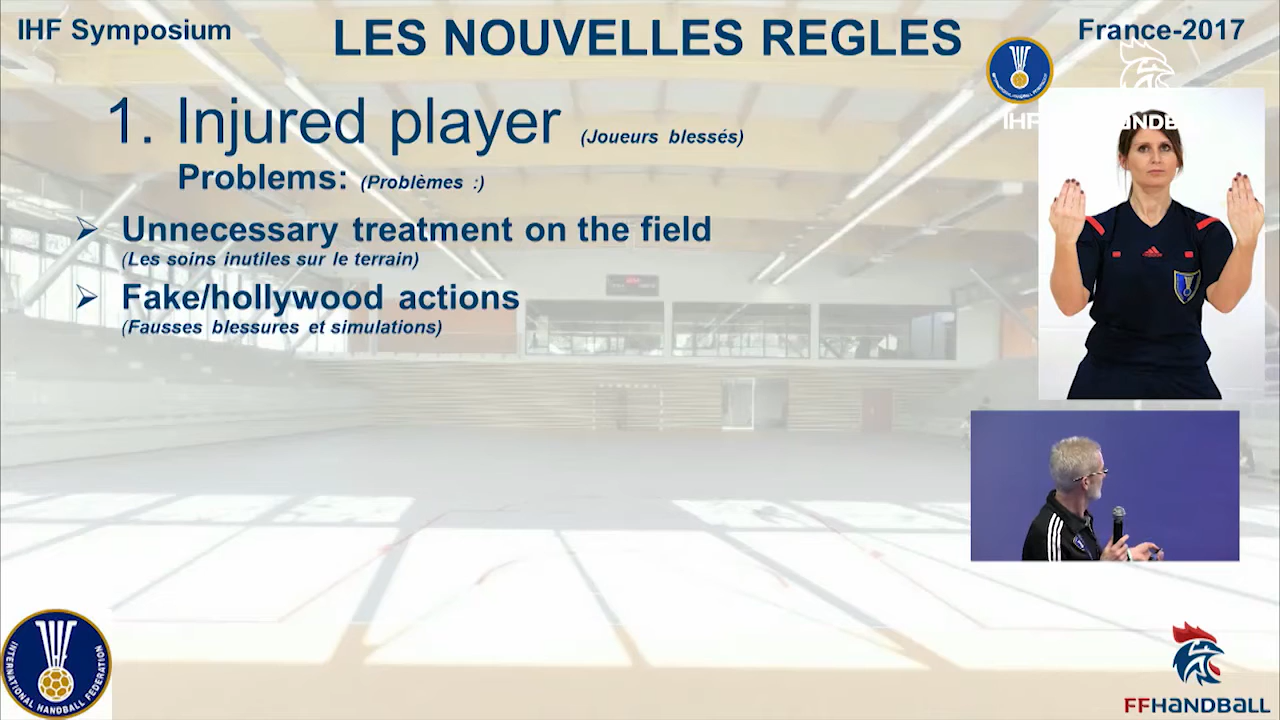 IHF Symposium
LES NOUVELLES REGLES
France-2017
1. Injured player (Joueurs blessés)
Problems: (Problèmes :)
Unnecessary treatment on the field
(Les soins inutiles sur le terrain)
Fake/hollywood actions
(Fausses blessures et simulations)
adidas
INTERNATIONAL HANDBALL FEDERATION
FFHANDBALL